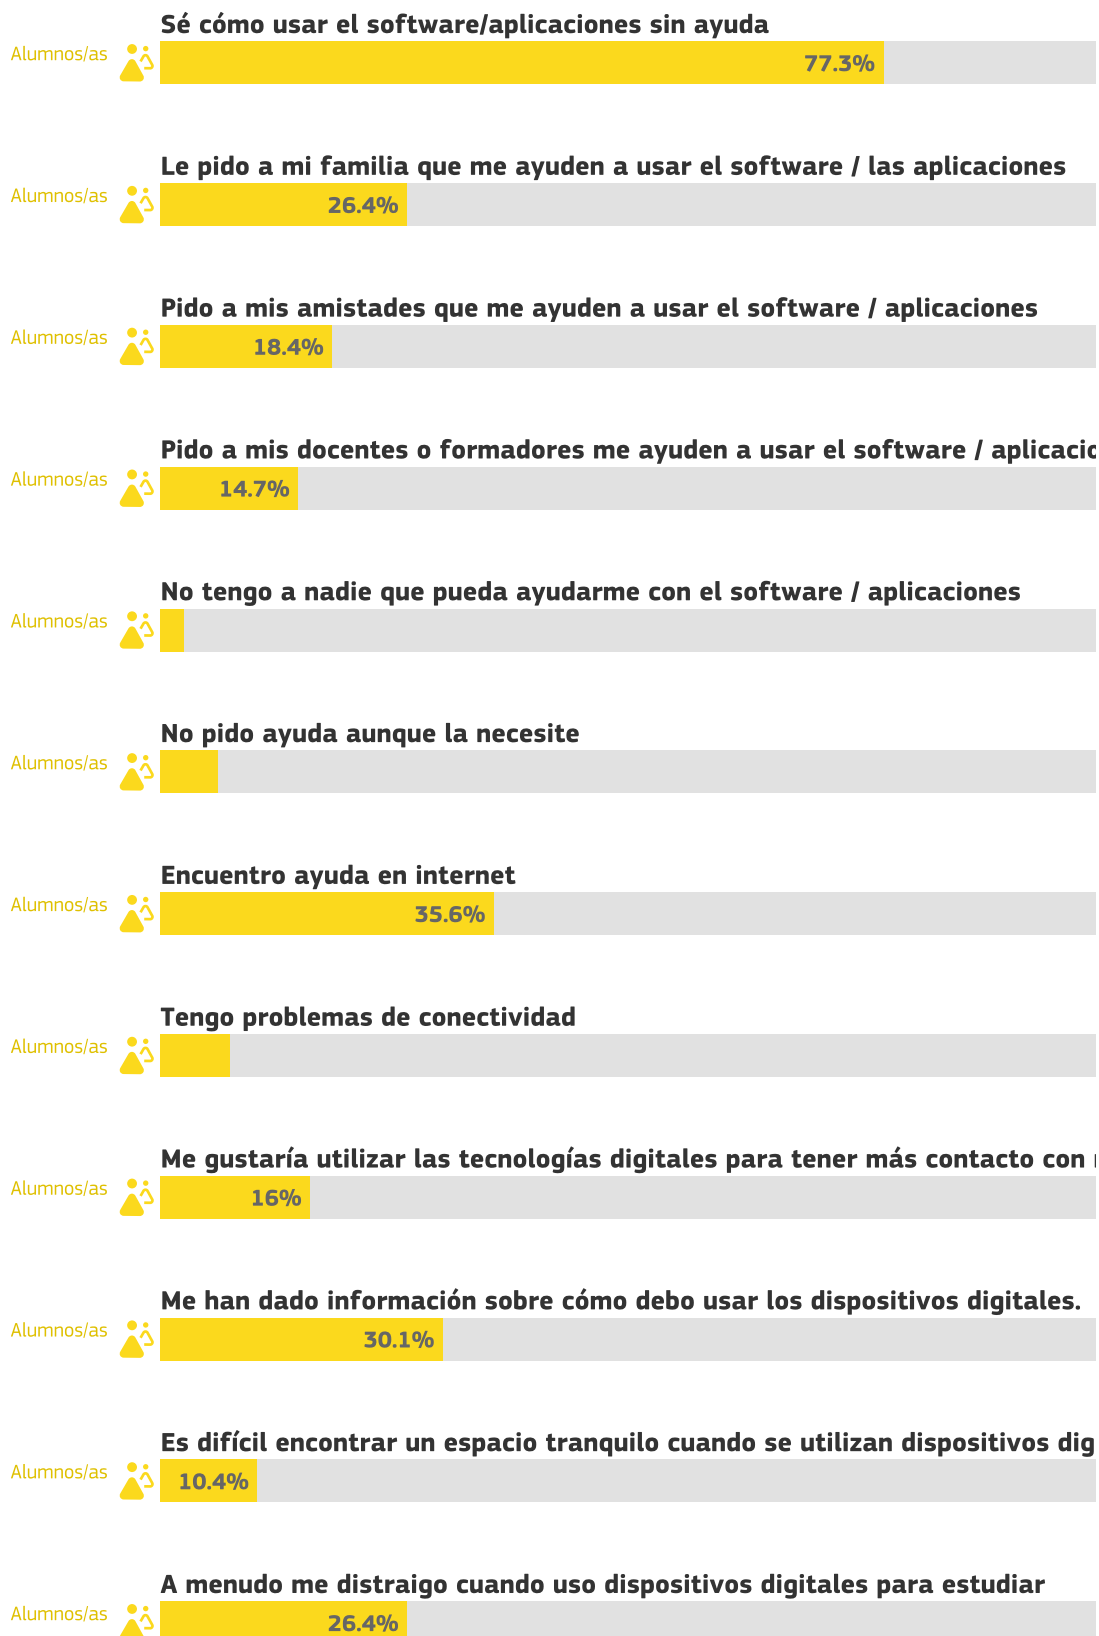 Sé cómo usar el software/aplicaciones sin ayuda
Alumnos/as
77.3%
Le pido a mi familia que me ayuden a usar el software / las aplicaciones
Alumnos/as
26.4%
Pido a mis amistades que me ayuden a usar el software / aplicaciones
Alumnos/as
18.4%
Pido a mis docentes o formadores me ayuden a usar el software / aplicacio
Alumnos/as
14.7%
No tengo a nadie que pueda ayudarme con el software / aplicaciones
Alumnos/as
No pido ayuda aunque la necesite
Alumnos/as
Encuentro ayuda en internet
Alumnos/as
35.6%
Tengo problemas de conectividad
Alumnos/as
Me gustaría utilizar las tecnologías digitales para tener más contacto con
Alumnos/as
16%
Me han dado información sobre cómo debo usar los dispositivos digitales.
Alumnos/as
30.1%
Es difícil encontrar un espacio tranquilo cuando se utilizan dispositivos dig
Alumnos/as
10.4%
A menudo me distraigo cuando uso dispositivos digitales para estudiar
Alumnos/as
26.4%